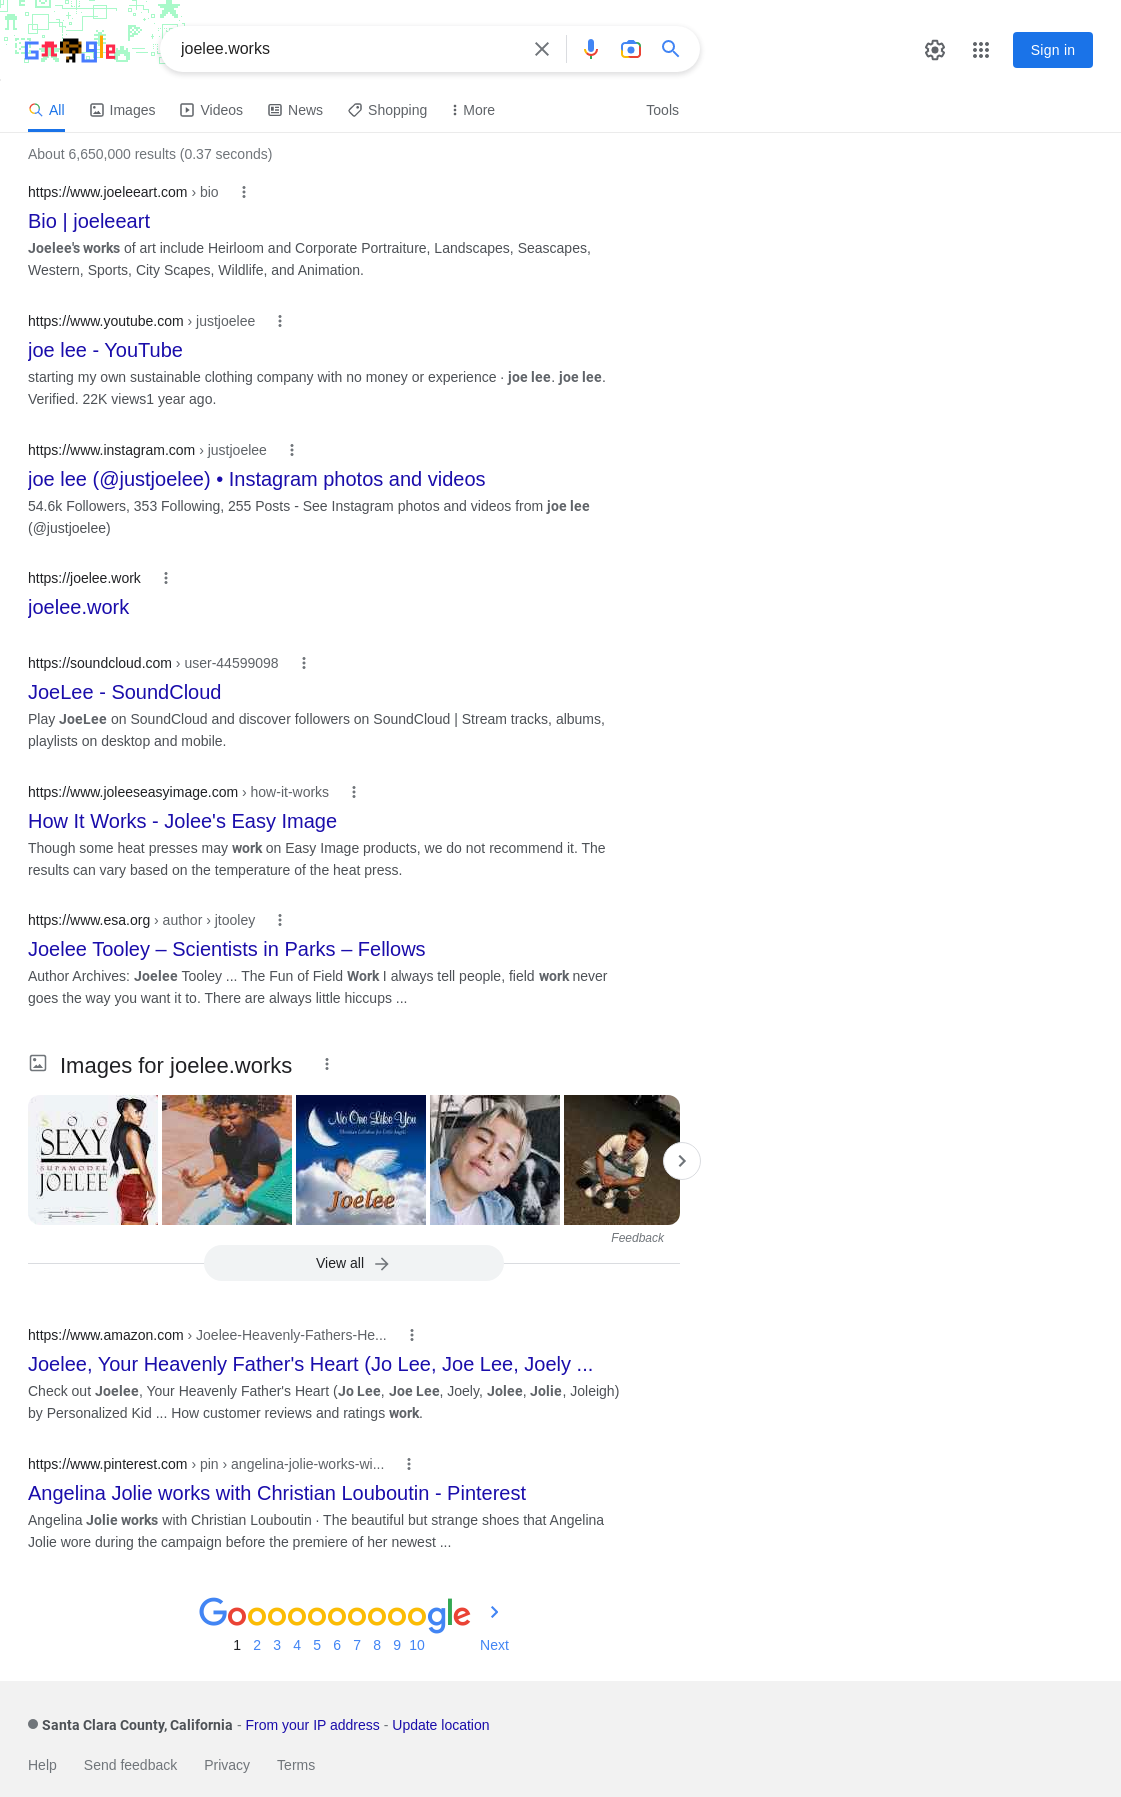 Google
joelee.works
Sign in
All
Images
Videos
News
Shopping
More
Tools
About 6,650,000 results (0.37 seconds)
https://www.joeleeart.com › bio
Bio | joeleeart
Joelee's works of art include Heirloom and Corporate Portraiture, Landscapes, Seascapes,
Western, Sports, City Scapes, Wildlife, and Animation.
https://www.youtube.com › justjoelee
joe lee - YouTube
starting my own sustainable clothing company with no money or experience · joe lee. joe lee.
Verified. 22K views1 year ago.
https://www.instagram.com › justjoelee
joe lee (@justjoelee) • Instagram photos and videos
54.6k Followers, 353 Following, 255 Posts - See Instagram photos and videos from joe lee
(@justjoelee)
https://joelee.work
joelee.work
https://soundcloud.com › user-44599098
JoeLee - SoundCloud
Play JoeLee on SoundCloud and discover followers on SoundCloud | Stream tracks, albums,
playlists on desktop and mobile.
https://www.joleeseasyimage.com › how-it-works
How It Works - Jolee's Easy Image
Though some heat presses may work on Easy Image products, we do not recommend it. The
results can vary based on the temperature of the heat press.
https://www.esa.org › author › jtooley
Joelee Tooley – Scientists in Parks – Fellows
Author Archives: Joelee Tooley ... The Fun of Field Work I always tell people, field work never
goes the way you want it to. There are always little hiccups ...
Images for joelee.works
SOO
SEXY
SUPAMODEL
JOELEE
No One Like You
Christian Lullabies for Little Angels
Joelee
Feedback
View all
https://www.amazon.com › Joelee-Heavenly-Fathers-He...
Joelee, Your Heavenly Father's Heart (Jo Lee, Joe Lee, Joely ...
Check out Joelee, Your Heavenly Father's Heart (Jo Lee, Joe Lee, Joely, Jolee, Jolie, Joleigh)
by Personalized Kid ... How customer reviews and ratings work.
https://www.pinterest.com › pin › angelina-jolie-works-wi...
Angelina Jolie works with Christian Louboutin - Pinterest
Angelina Jolie works with Christian Louboutin · The beautiful but strange shoes that Angelina
Jolie wore during the campaign before the premiere of her newest ...
Goooooooooogle
1 2 3 4 5 6 7 8 9 10 Next
Santa Clara County, California - From your IP address - Update location
Help
Send feedback
Privacy
Terms